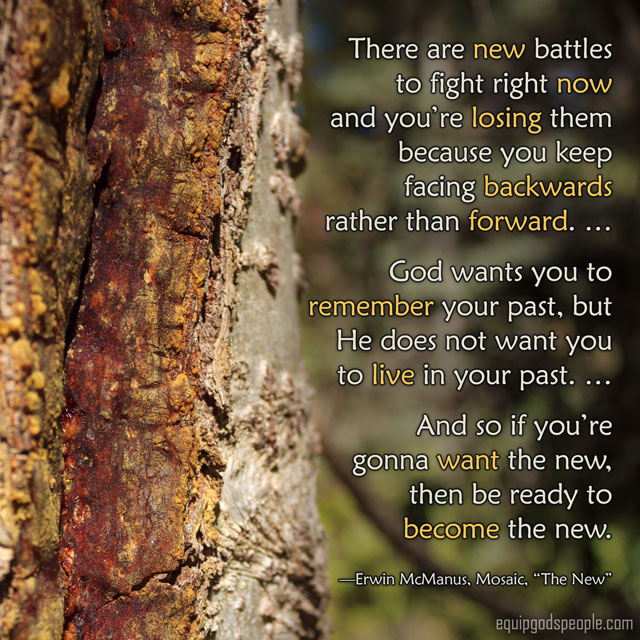 There are new battles
to fight right now
and you’re losing them
because you keep
facing backwards
rather than forward. …
God wants you to
remember your past, but
He does not want you
to live in your past. …
And so if you’re
gonna want the new,
then be ready to
become the new.
—Erwin McManus, Mosaic, “The New”
equipgodspeople.com